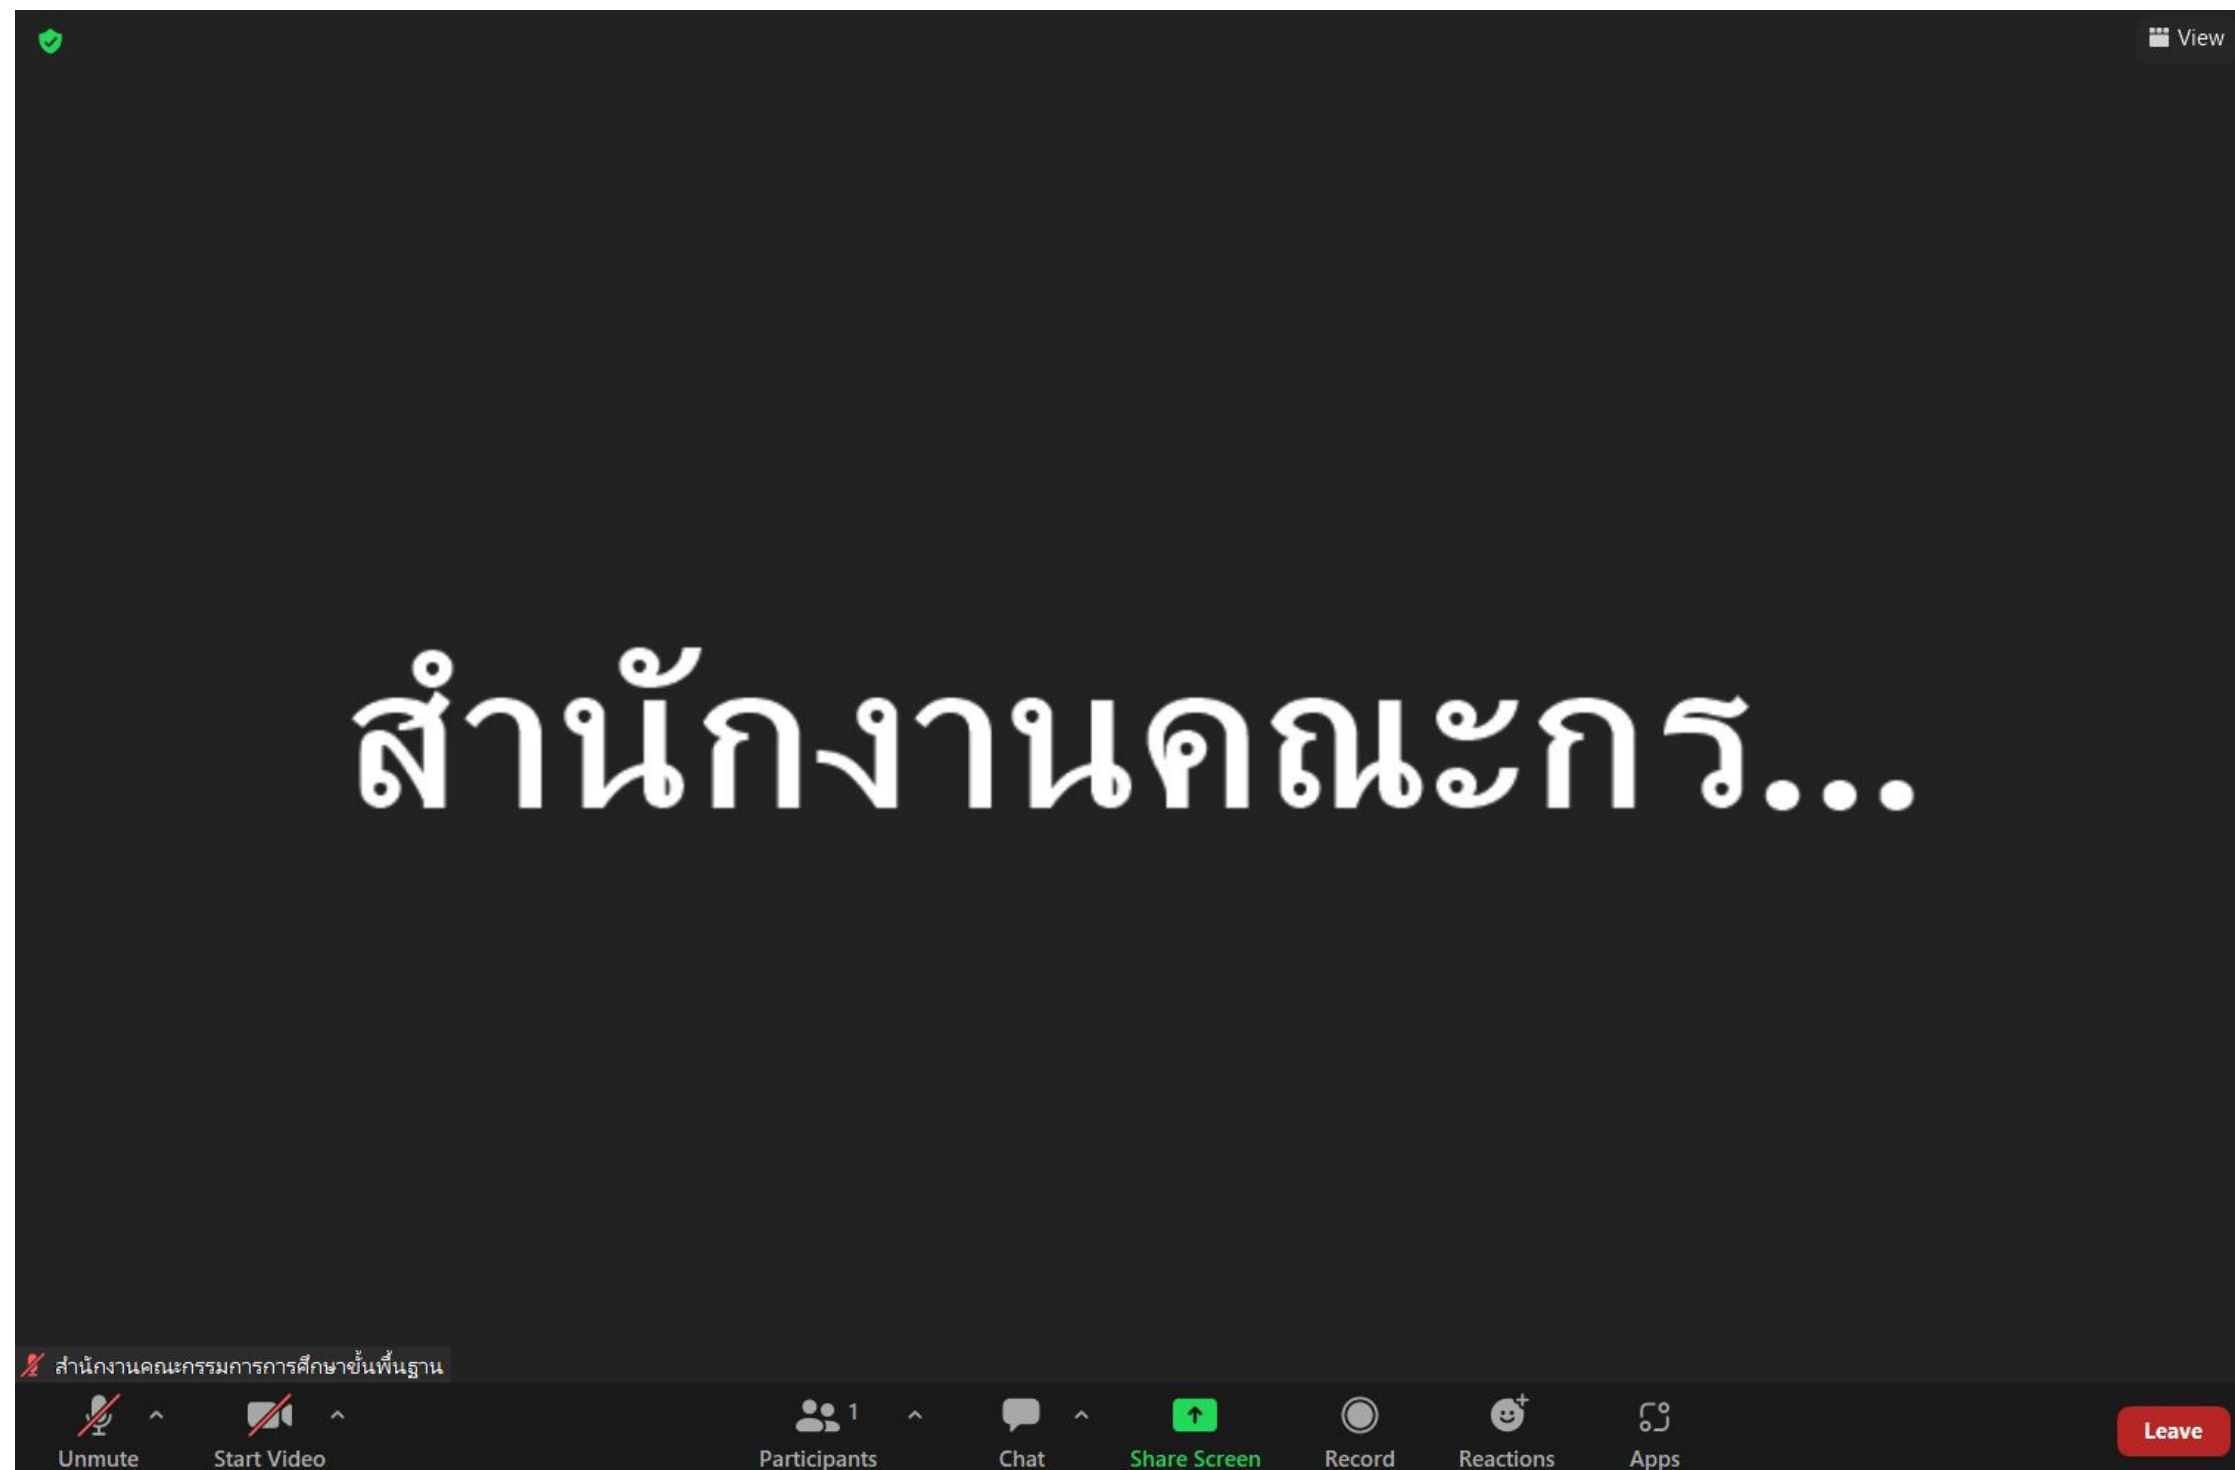 View
สำนักงานคณะกร...
สำนักงานคณะกรรมการการศึกษาขั้นพื้นฐาน
1
Unmute Start Video Participants Chat Share Screen Record Reactions Apps Leave